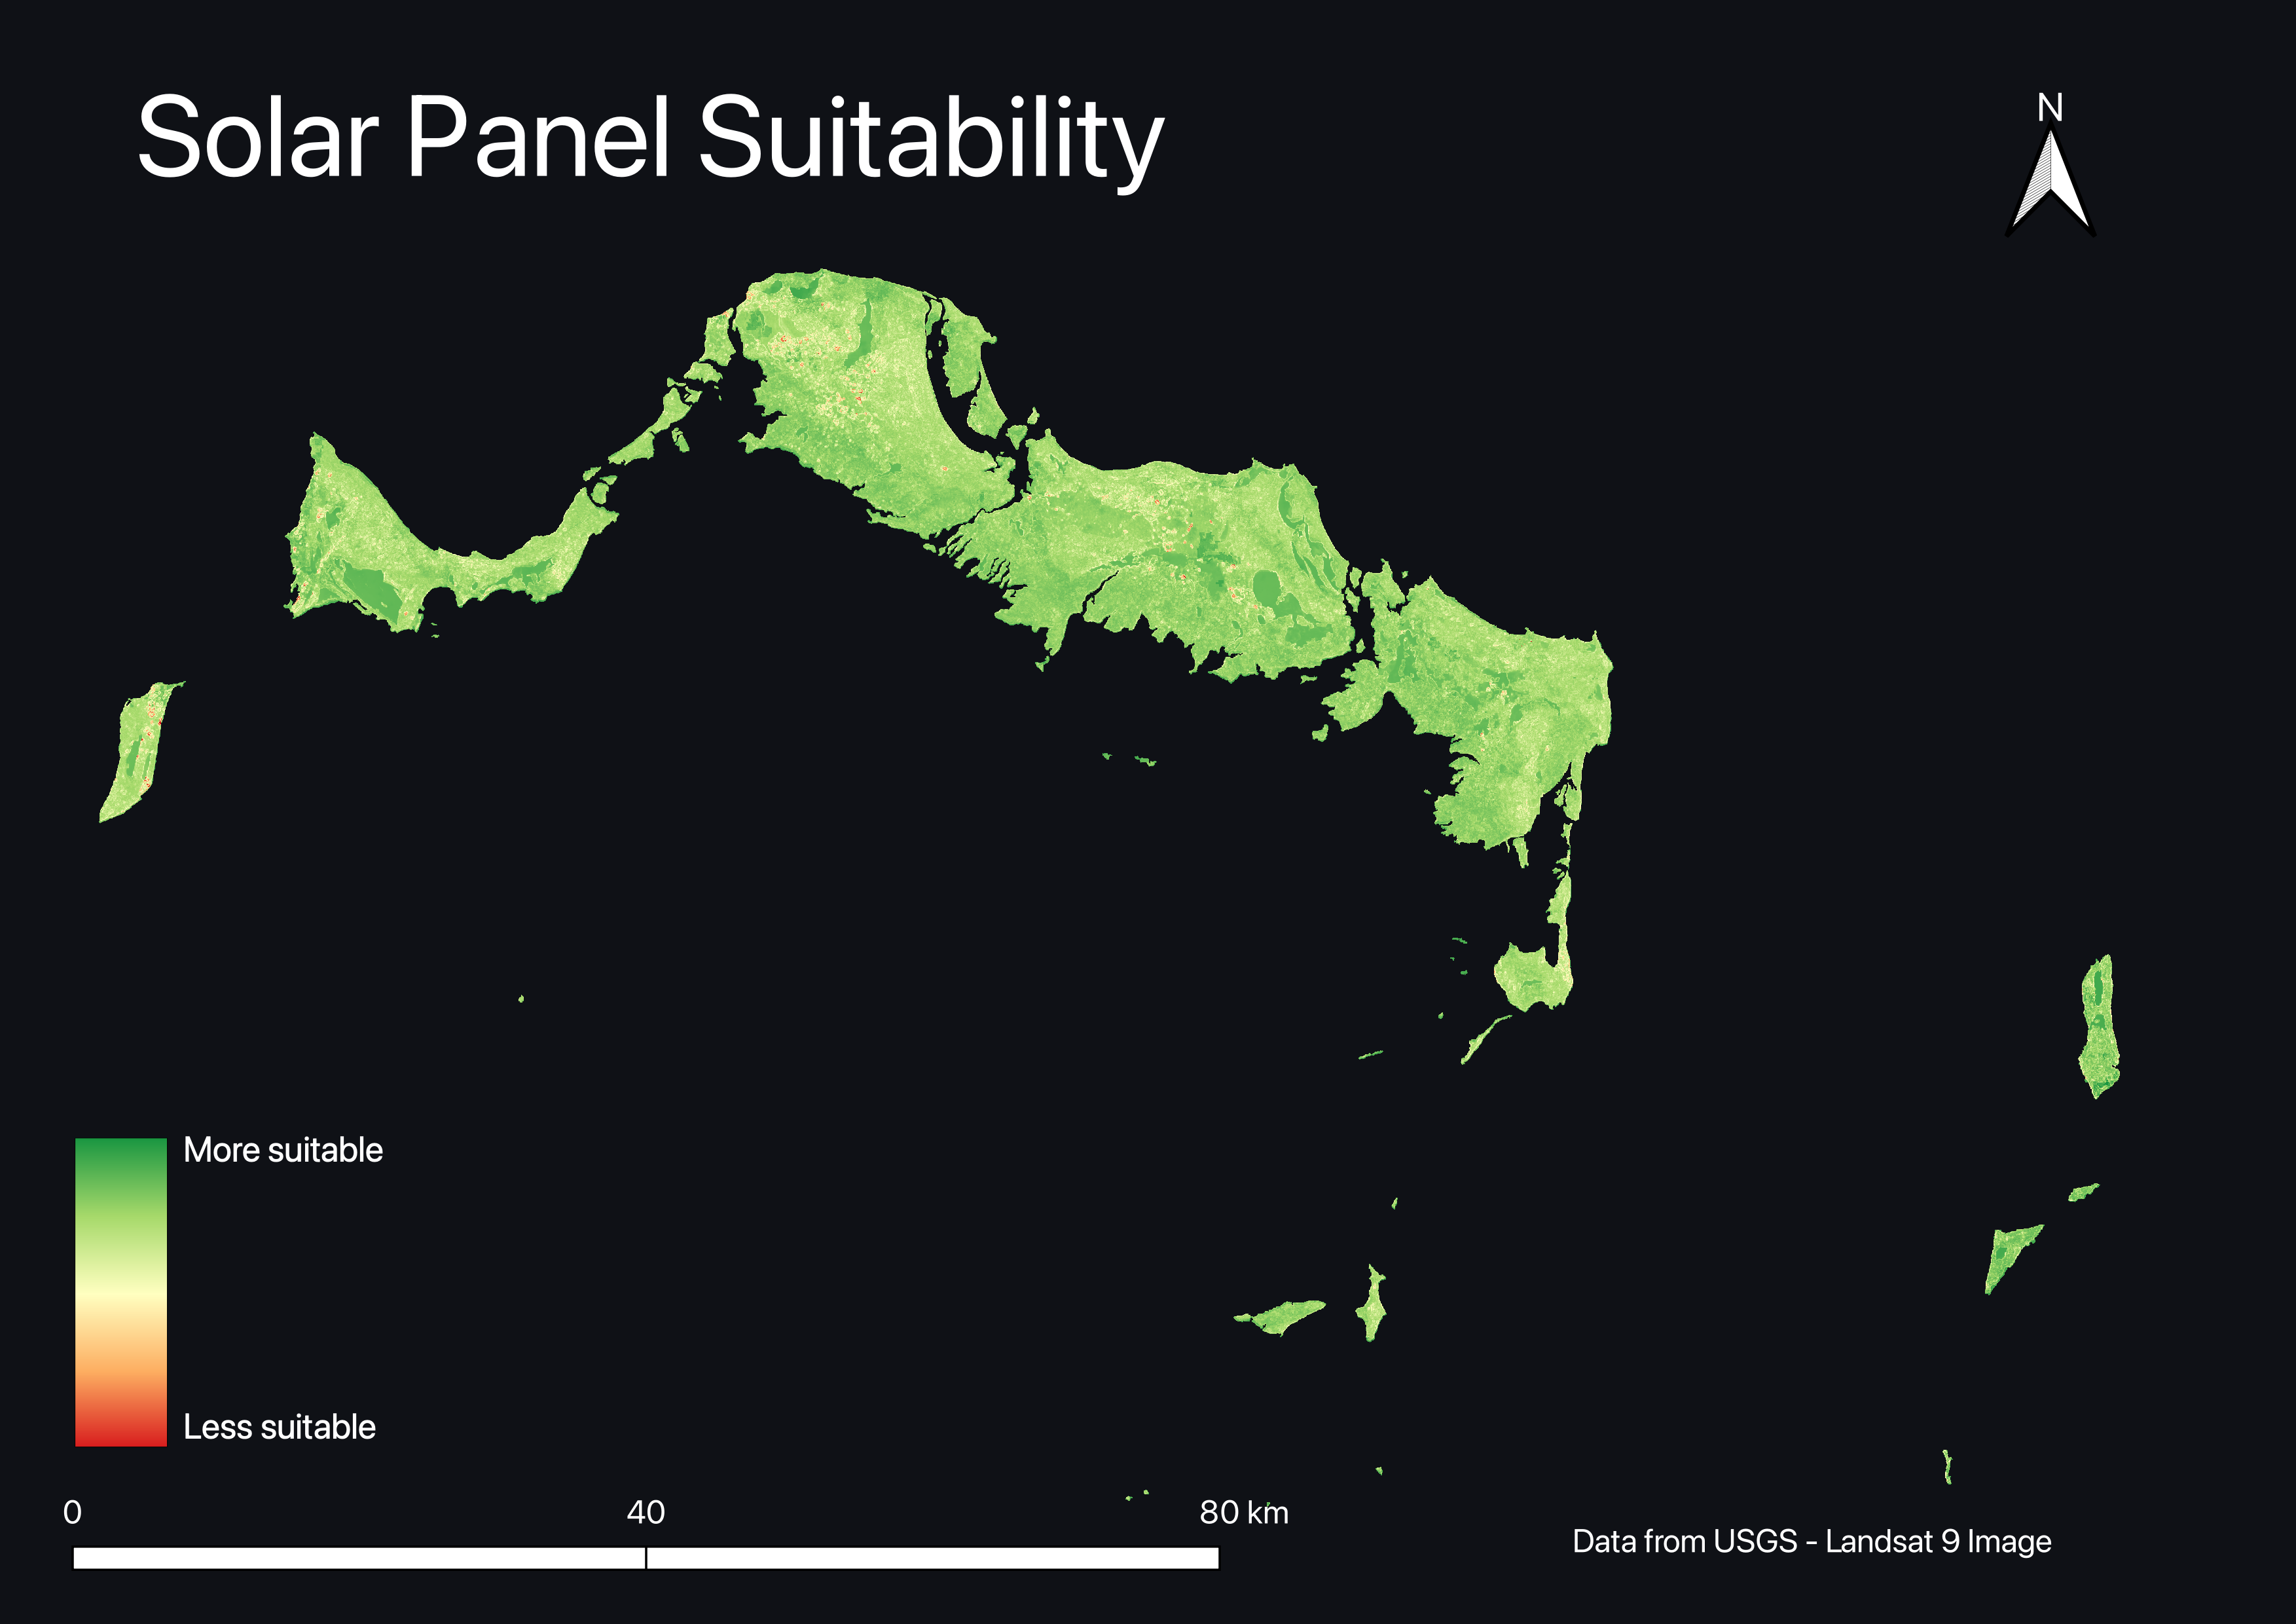 Solar Panel Suitability
N
More suitable
Less suitable
0 40 80 km
Data from USGS - Landsat 9 Image